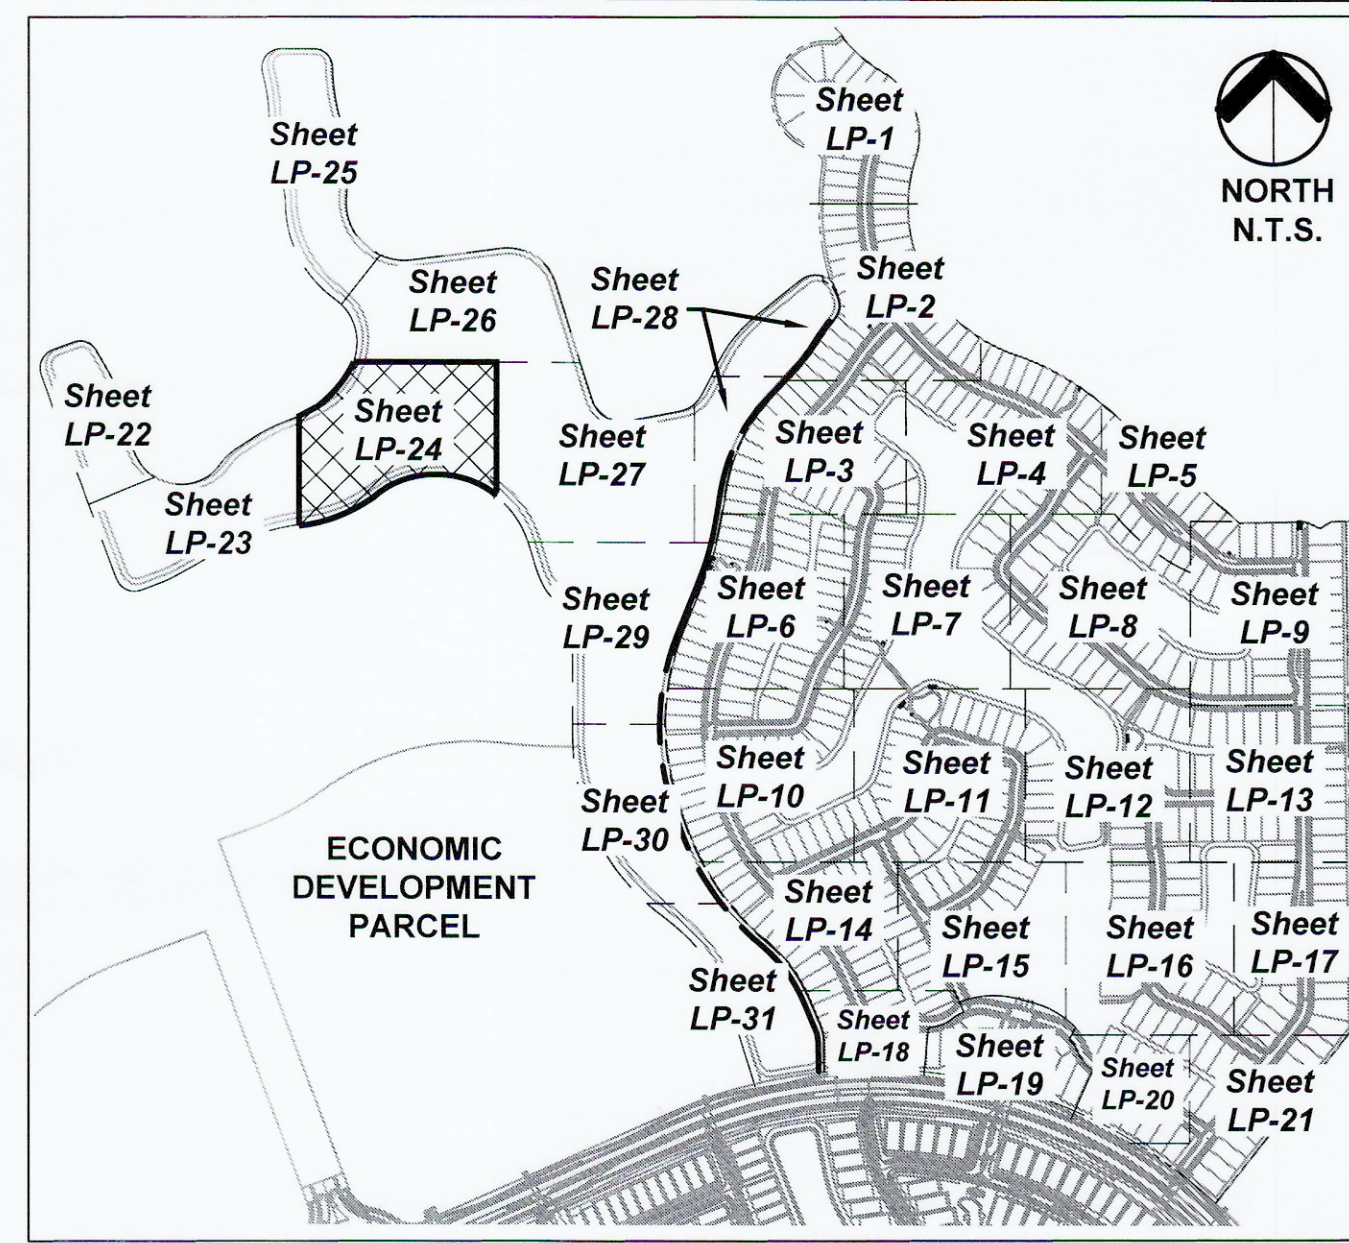 Sheet
LP-1
NORTH
N.T.S.
Sheet
LP-25
Sheet
LP-26
Sheet
LP-28
Sheet
LP-2
Sheet
LP-22
Sheet
LP-24
Sheet
LP-23
Sheet
LP-27
Sheet
LP-3
Sheet
LP-4
Sheet
LP-5
Sheet
LP-29
Sheet
LP-6
Sheet
LP-7
Sheet
LP-8
Sheet
LP-9
Sheet
LP-30
Sheet
LP-10
Sheet
LP-11
Sheet
LP-12
Sheet
LP-13
ECONOMIC
DEVELOPMENT
PARCEL
Sheet
LP-14
Sheet
LP-15
Sheet
LP-16
Sheet
LP-17
Sheet
LP-31
Sheet
LP-18
Sheet
LP-19
Sheet
LP-20
Sheet
LP-21